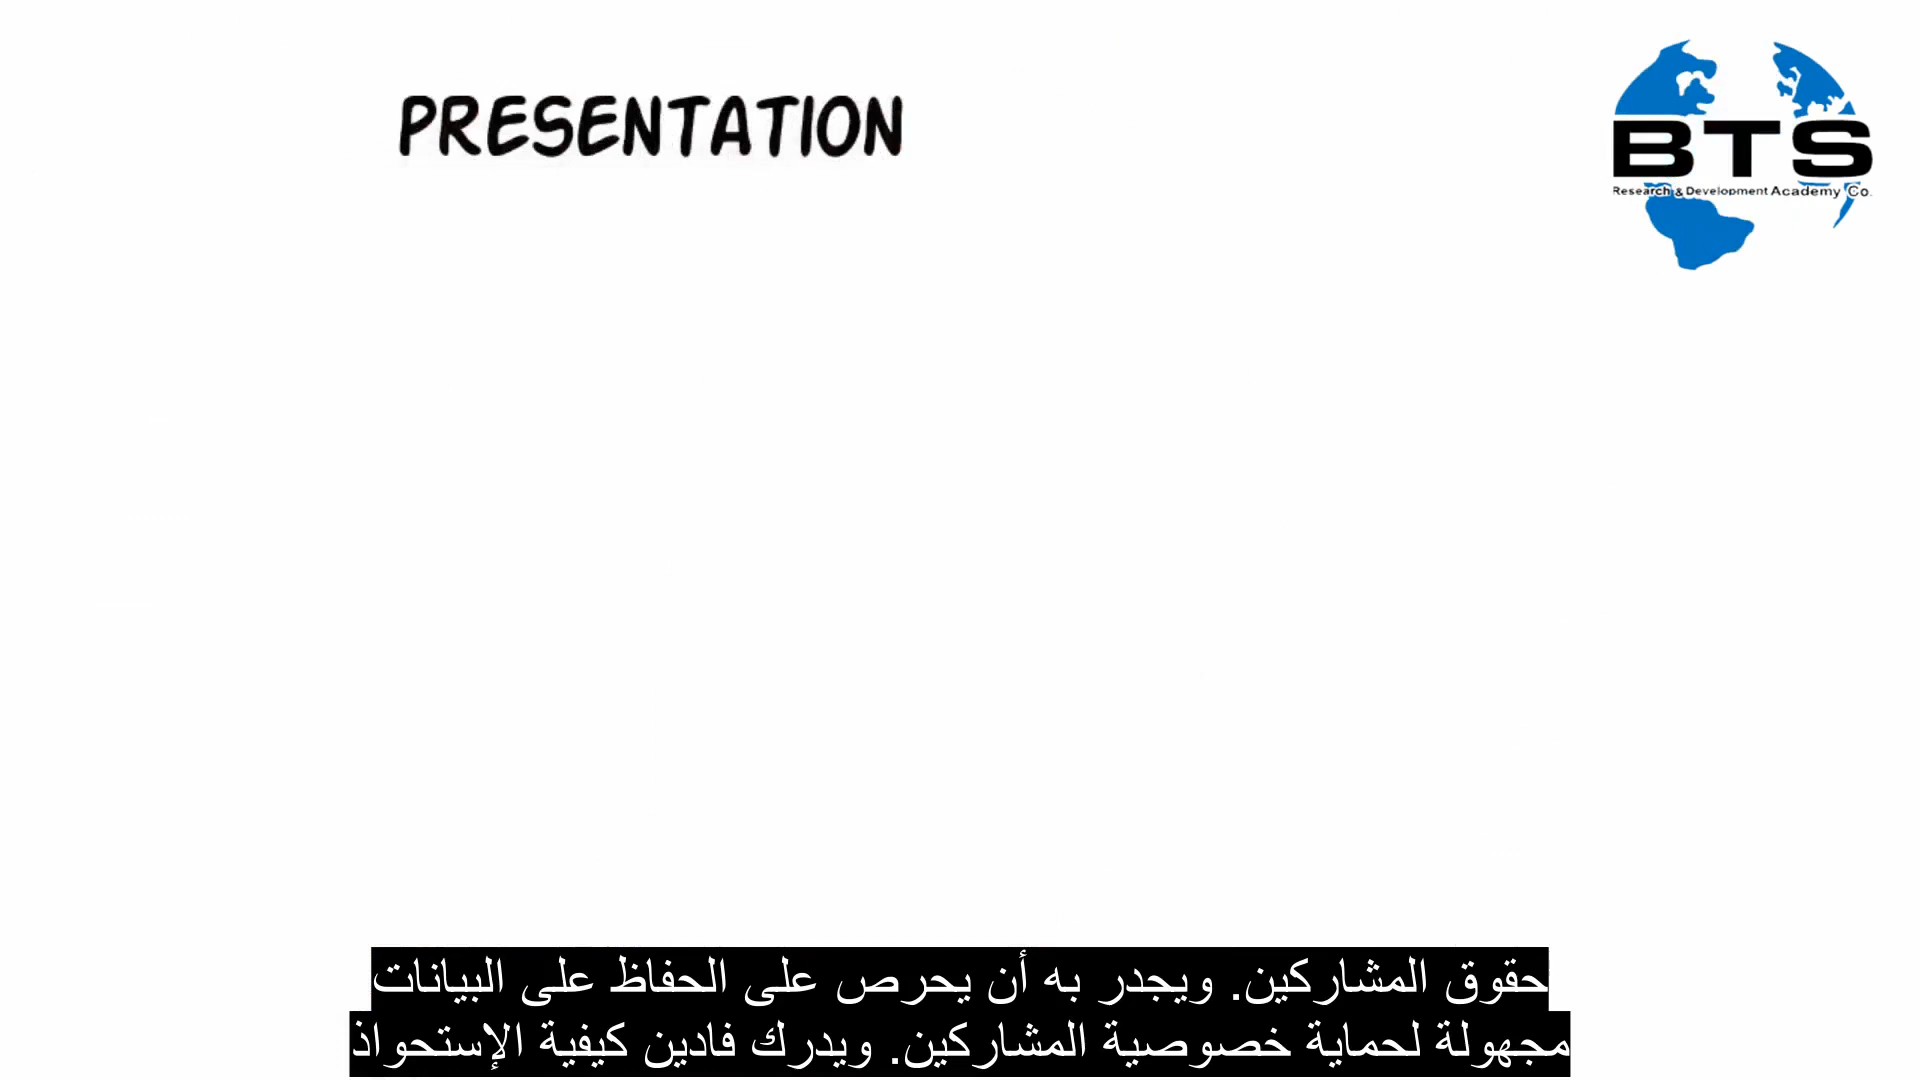 PRESENTATION
BTS
Research & Development Academy Co.
حقوق المشاركين. ويجدر به أن يحرص على الحفاظ على البيانات
مجهولة لحماية خصوصية المشاركين. ويدرك فادين كيفية الإستحواذ